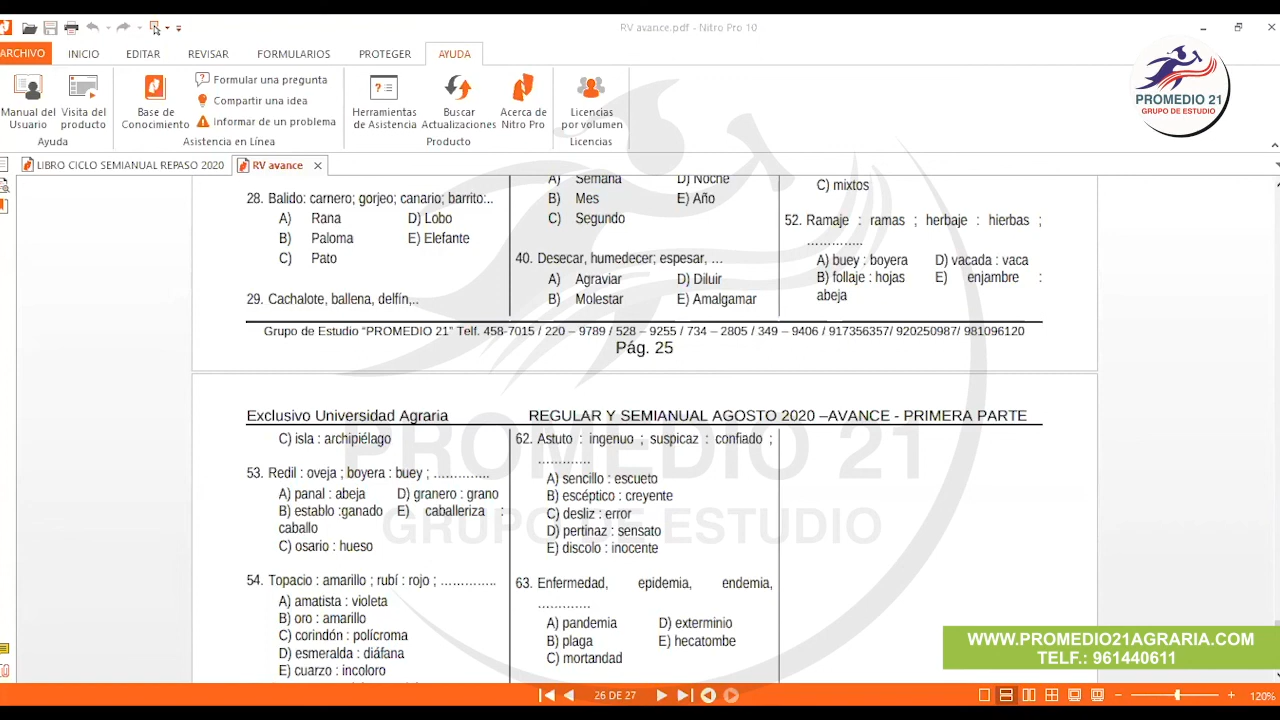 RV avance.pdf - Nitro Pro 10
ARCHIVO INICIO EDITAR REVISAR FORMULARIOS PROTEGER AYUDA
Manual del Usuario
Visita del producto
Ayuda
Base de Conocimiento
Formular una pregunta
Compartir una idea
Informar de un problema
Asistencia en Línea
Herramientas de Asistencia
Buscar Actualizaciones
Acerca de Nitro Pro
Producto
Licencias por volumen
Licencias
PROMEDIO 21
GRUPO DE ESTUDIO
LIBRO CICLO SEMIANUAL REPASO 2020
RV avance
28. Balido: carnero; gorjeo; canario; barrito:..
A) Rana D) Lobo
B) Paloma E) Elefante
C) Pato
29. Cachalote, ballena, delfín,..
A) Semana D) Noche
B) Mes E) Año
C) Segundo
40. Desecar, humedecer; espesar, ...
A) Agraviar D) Diluir
B) Molestar E) Amalgamar
C) mixtos
52. Ramaje : ramas ; herbaje : hierbas ;
…………..
A) buey : boyera D) vacada : vaca
B) follaje : hojas E) enjambre :
abeja
Grupo de Estudio “PROMEDIO 21” Telf. 458-7015 / 220 – 9789 / 528 – 9255 / 734 – 2805 / 349 – 9406 / 917356357/ 920250987/ 981096120
Pág. 25
Exclusivo Universidad Agraria REGULAR Y SEMIANUAL AGOSTO 2020 –AVANCE - PRIMERA PARTE
C) isla : archipiélago
53. Redil : oveja ; boyera : buey ; …………..
A) panal : abeja D) granero : grano
B) establo :ganado E) caballeriza :
caballo
C) osario : hueso
54. Topacio : amarillo ; rubí : rojo ; …………..
A) amatista : violeta
B) oro : amarillo
C) corindón : polícroma
D) esmeralda : diáfana
E) cuarzo : incoloro
62. Astuto : ingenuo ; suspicaz : confiado ;
………….
A) sencillo : escueto
B) escéptico : creyente
C) desliz : error
D) pertinaz : sensato
E) discolo : inocente
63. Enfermedad, epidemia, endemia,
………….
A) pandemia D) exterminio
B) plaga E) hecatombe
C) mortandad
PROMEDIO 21
GRUPO DE ESTUDIO
WWW.PROMEDIO21AGRARIA.COM
TELF.: 961440611
26 DE 27
120%